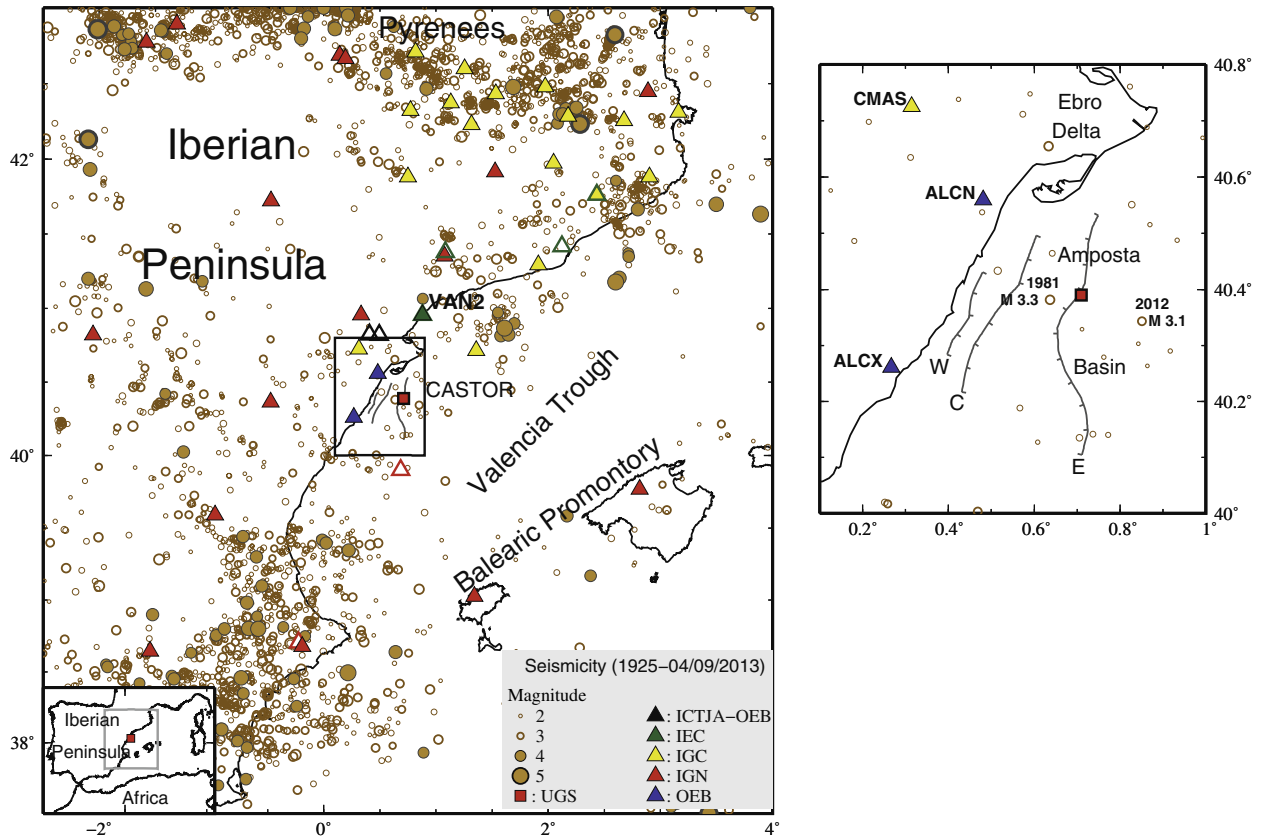 Pyrenees
Iberian
Peninsula
VAN2
CASTOR
Valencia Trough
Balearic Promontory
42°
40°
38°
−2°
0°
2°
4°
Iberian
Peninsula
Africa
Seismicity (1925−04/09/2013)
Magnitude
2
3
4
5
: UGS
: ICTJA−OEB
: IEC
: IGC
: IGN
: OEB
CMAS
Ebro
Delta
ALCN
Amposta
1981
M 3.3
2012
M 3.1
ALCX
W
Basin
C
E
40.8°
40.6°
40.4°
40.2°
40°
0.2°
0.4°
0.6°
0.8°
1°